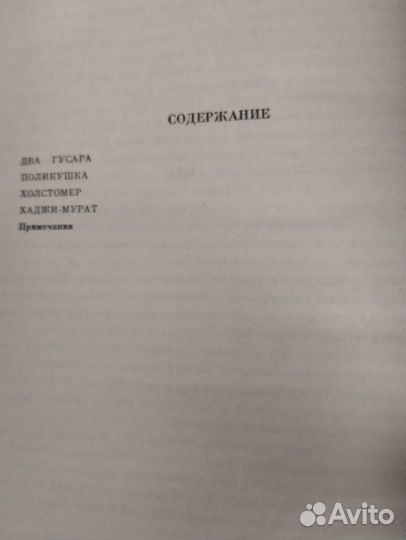 СОДЕРЖАНИЕ
ДВА ГУСАРА
ПОЛИКУШКА
ХОЛСТОМЕР
ХАДЖИ-МУРАТ
Примечания
Avito